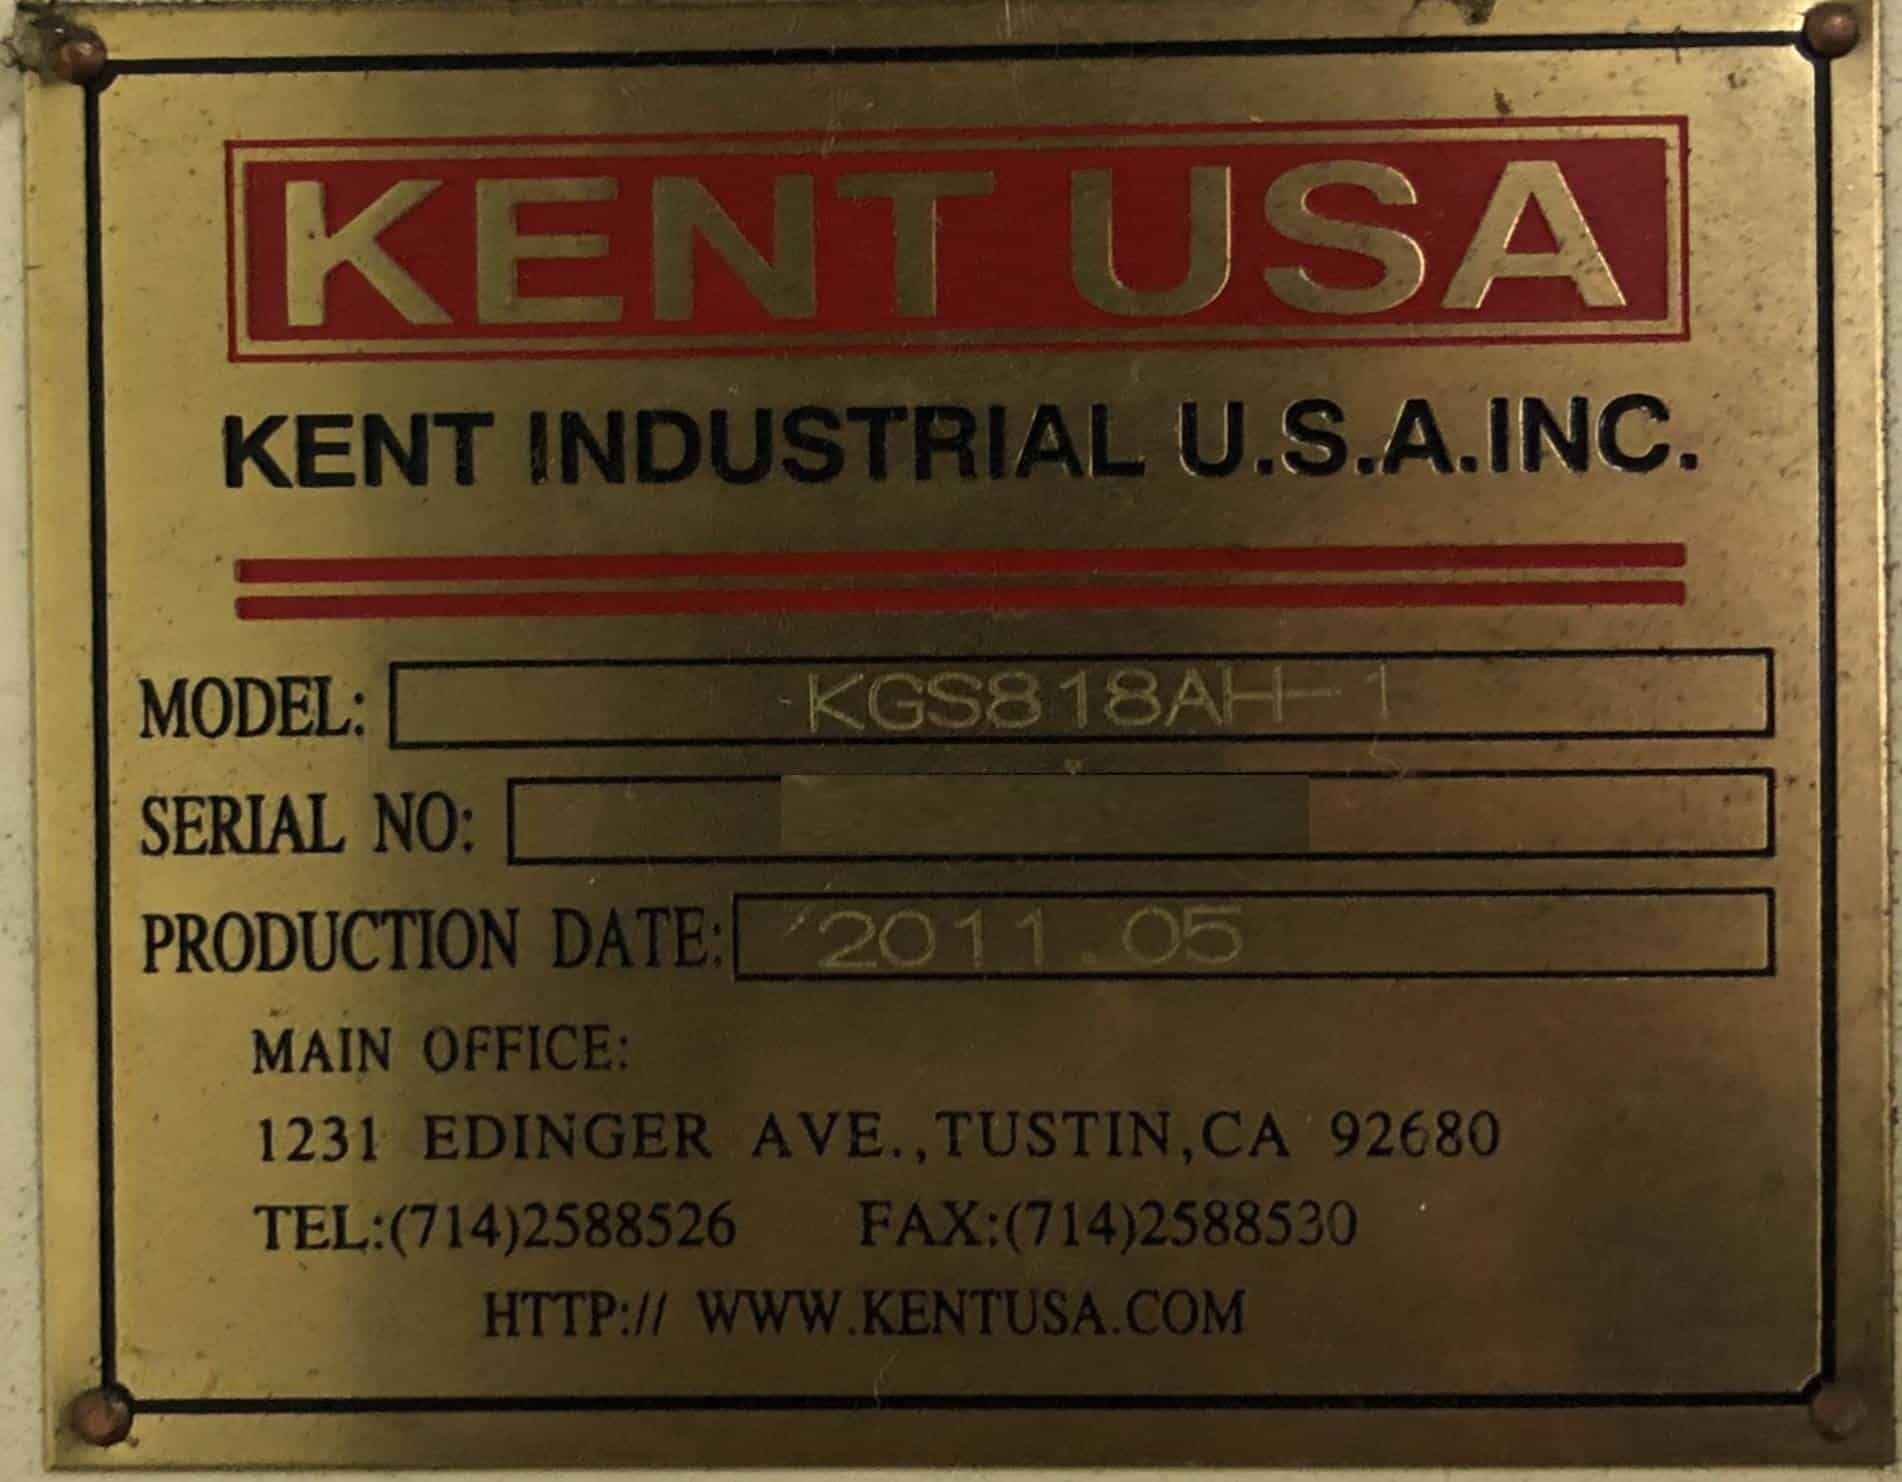 KENT USA
KENT INDUSTRIAL U.S.A.INC.
MODEL: KGS818AH-1
SERIAL NO:
PRODUCTION DATE: 2011.05
MAIN OFFICE:
1231 EDINGER AVE.,TUSTIN,CA 92680
TEL:(714)2588526 FAX:(714)2588530
HTTP:// WWW.KENTUSA.COM